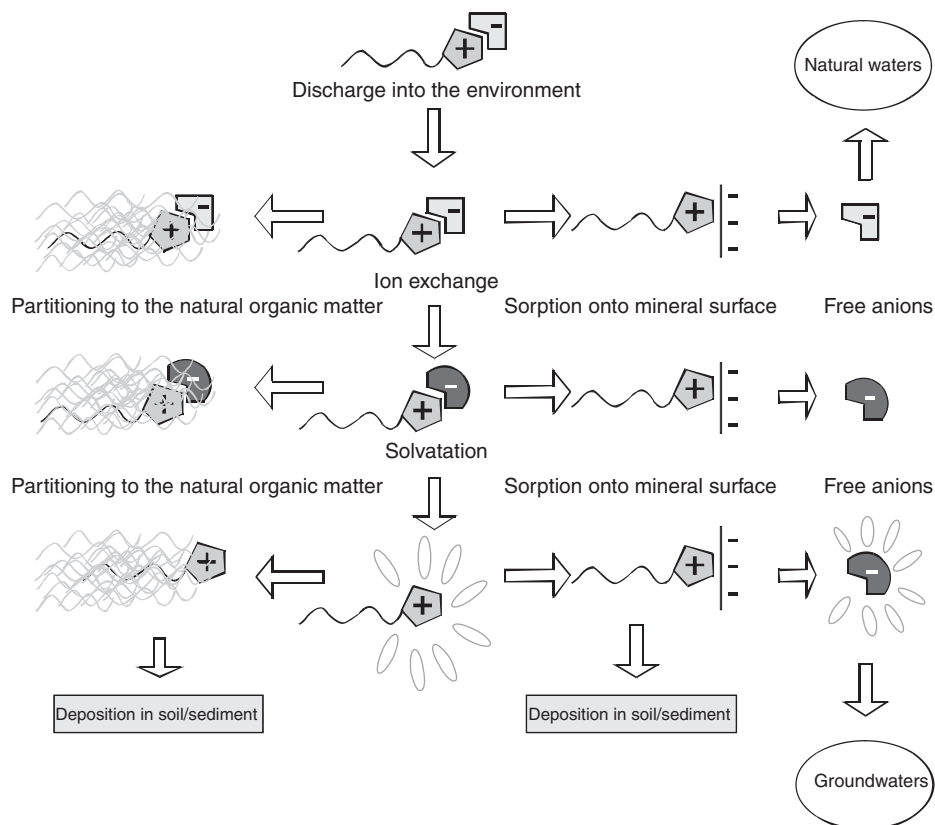 Natural waters
Discharge into the environment
Ion exchange
Partitioning to the natural organic matter
Sorption onto mineral surface
Free anions
Solvatation
Partitioning to the natural organic matter
Sorption onto mineral surface
Free anions
Deposition in soil/sediment
Deposition in soil/sediment
Groundwaters